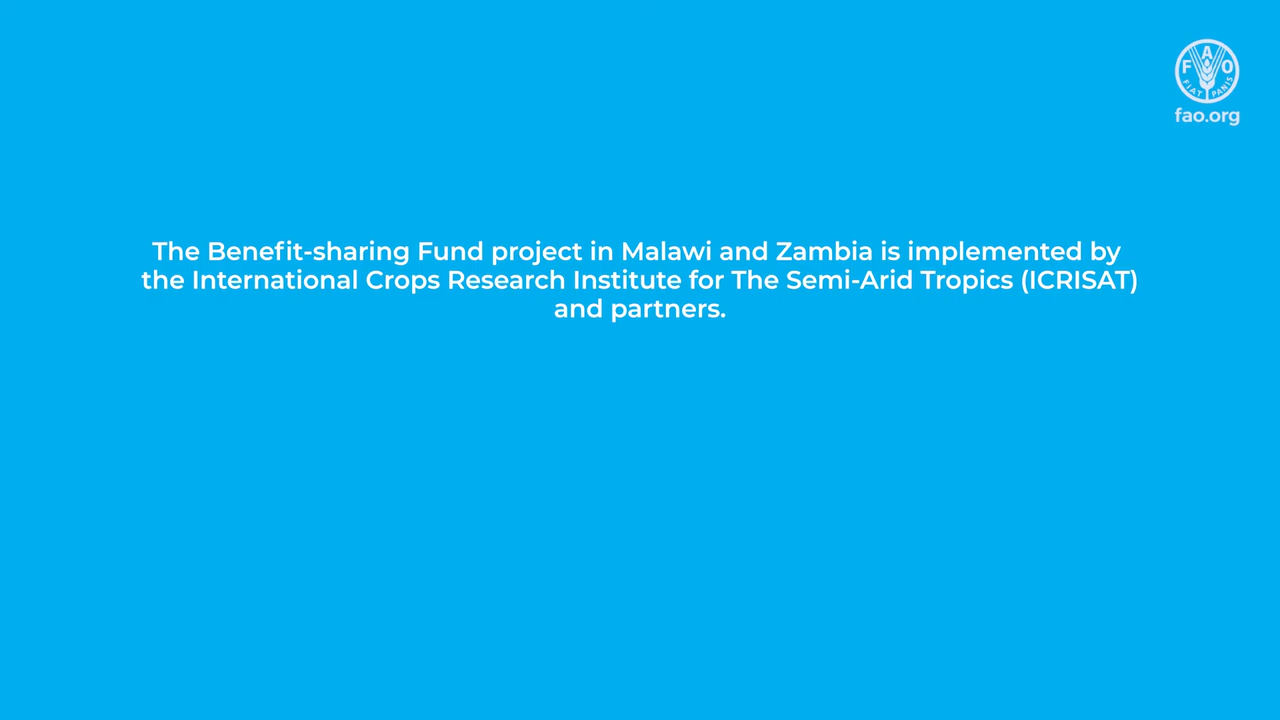 F A O
FIAT PANIS
fao.org
The Benefit-sharing Fund project in Malawi and Zambia is implemented by
the International Crops Research Institute for The Semi-Arid Tropics (ICRISAT)
and partners.